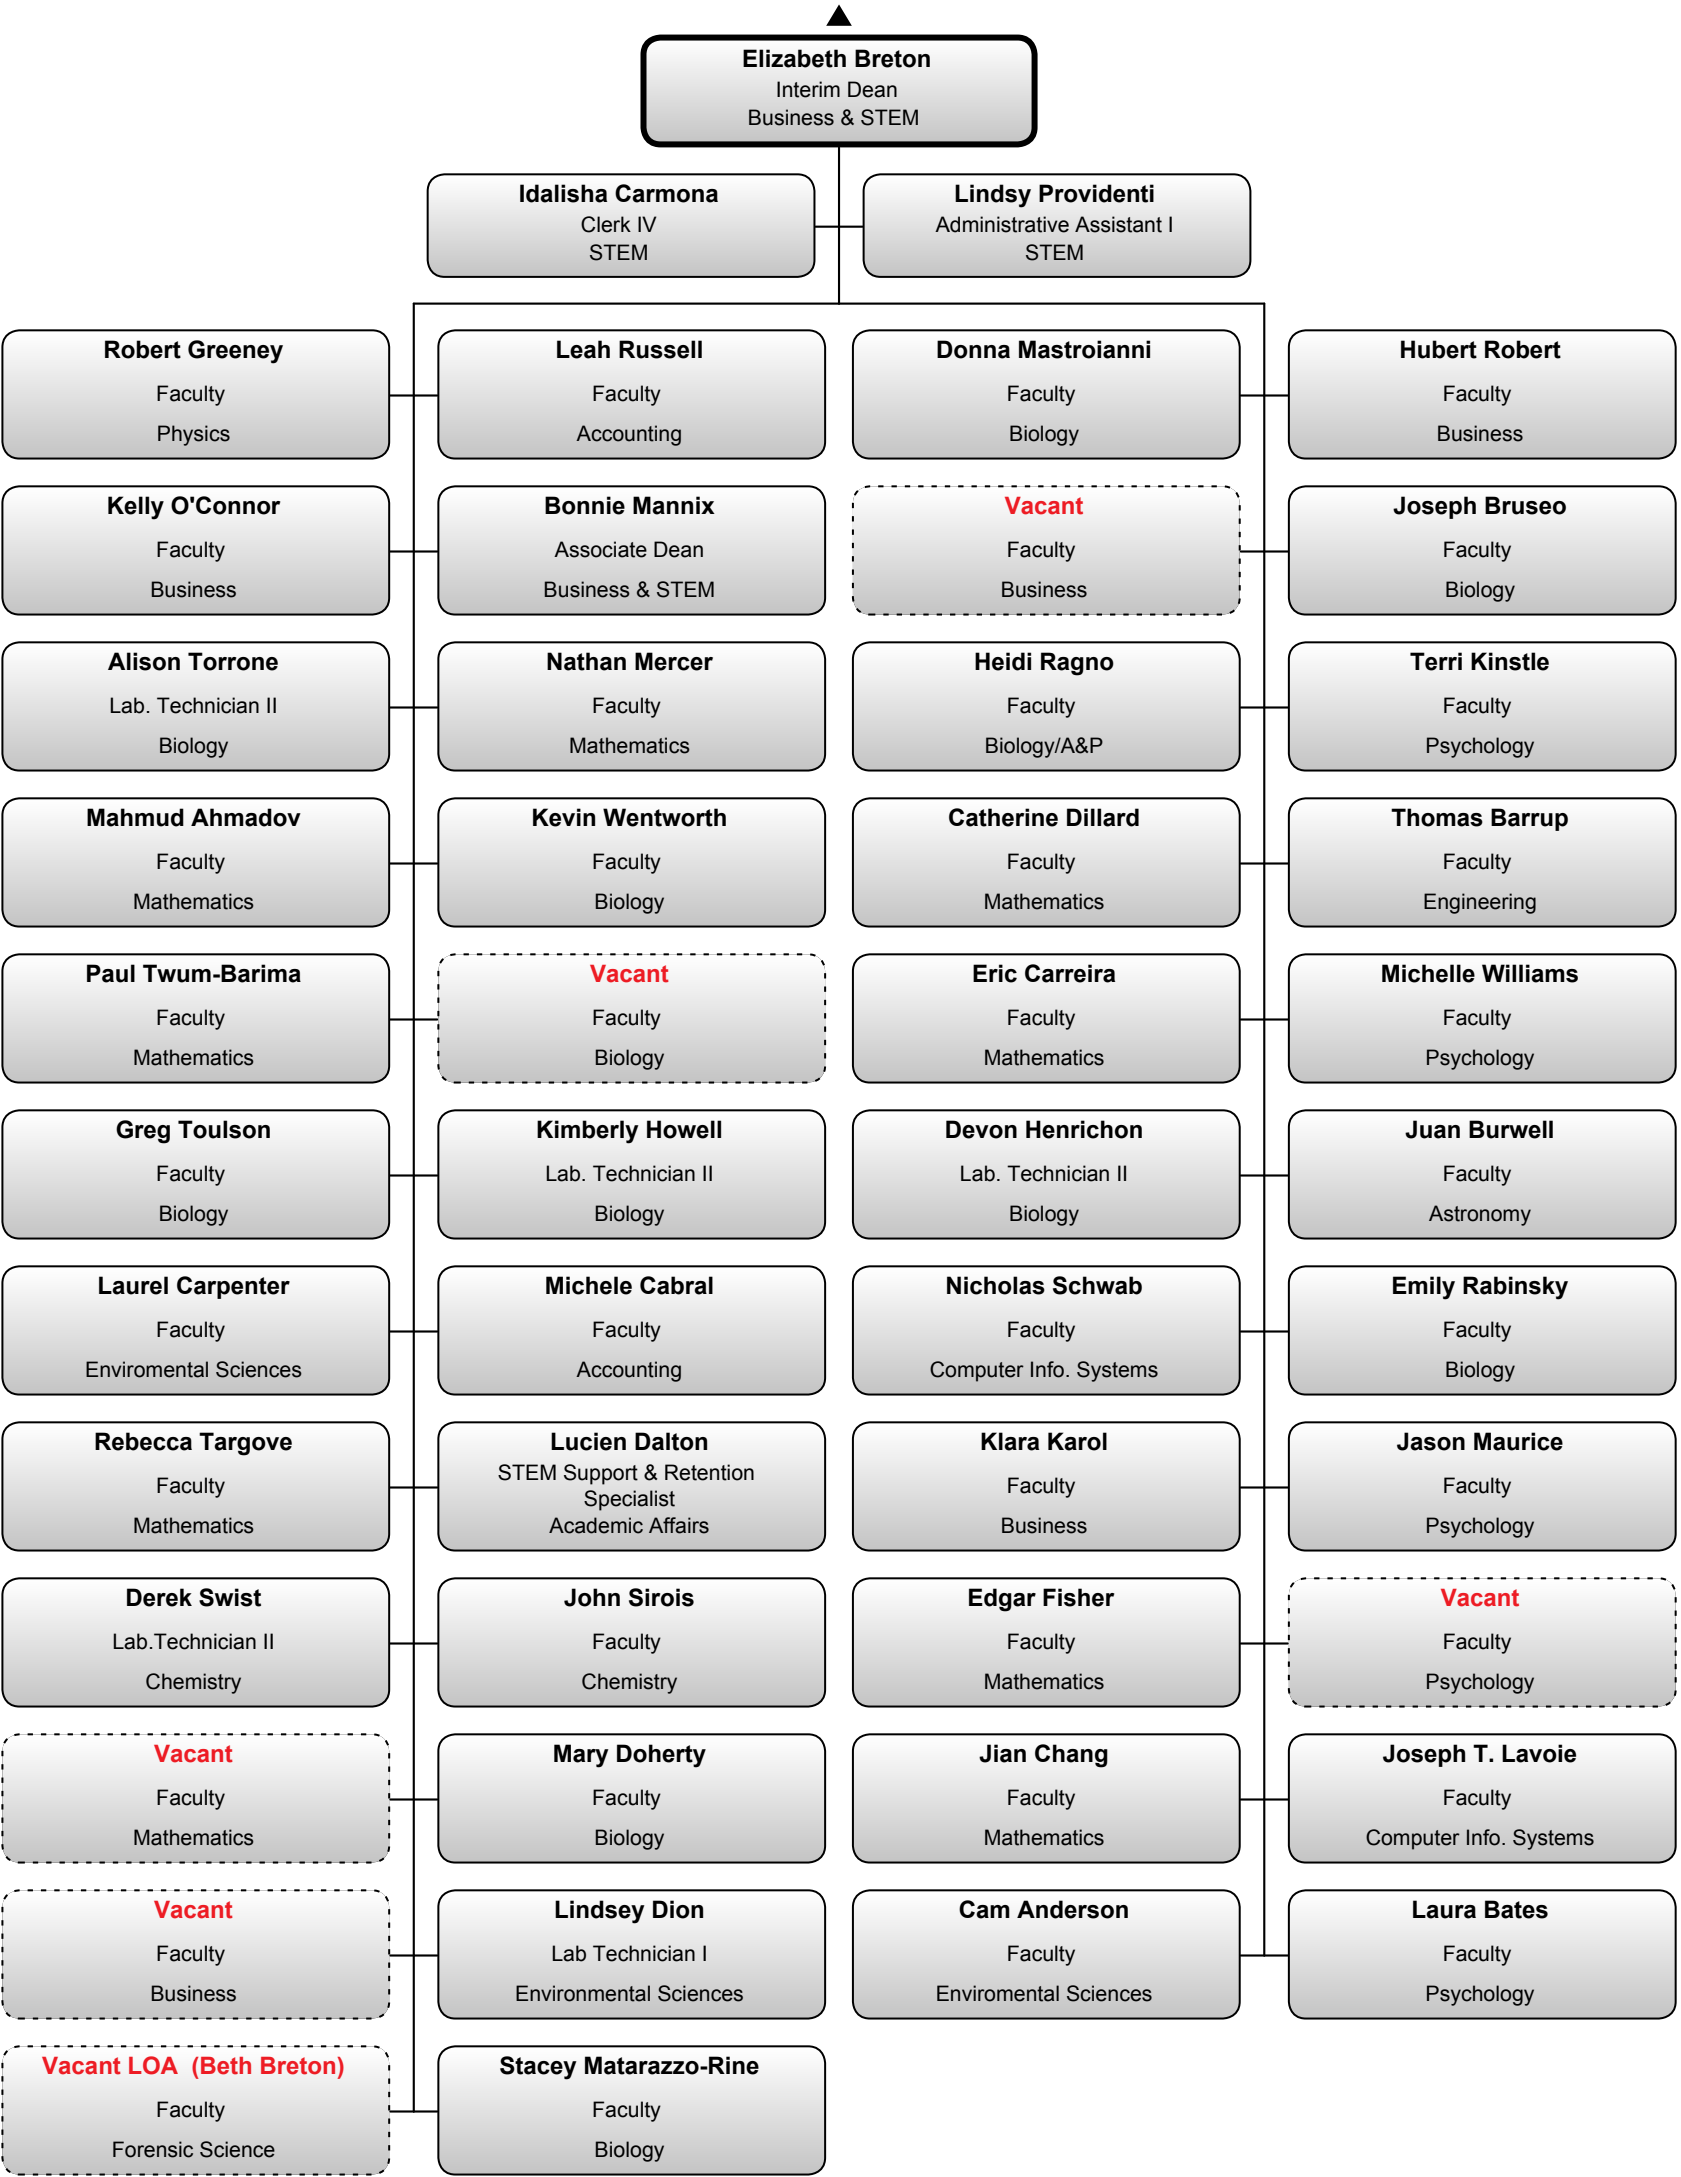 Elizabeth Breton
Interim Dean
Business & STEM
Idalisha Carmona
Clerk IV
STEM
Lindsy Providenti
Administrative Assistant I
STEM
Robert Greeney
Faculty
Physics
Leah Russell
Faculty
Accounting
Donna Mastroianni
Faculty
Biology
Hubert Robert
Faculty
Business
Kelly O'Connor
Faculty
Business
Bonnie Mannix
Associate Dean
Business & STEM
Vacant
Faculty
Business
Joseph Bruseo
Faculty
Biology
Alison Torrone
Lab. Technician II
Biology
Nathan Mercer
Faculty
Mathematics
Heidi Ragno
Faculty
Biology/A&P
Terri Kinstle
Faculty
Psychology
Mahmud Ahmadov
Faculty
Mathematics
Kevin Wentworth
Faculty
Biology
Catherine Dillard
Faculty
Mathematics
Thomas Barrup
Faculty
Engineering
Paul Twum-Barima
Faculty
Mathematics
Vacant
Faculty
Biology
Eric Carreira
Faculty
Mathematics
Michelle Williams
Faculty
Psychology
Greg Toulson
Faculty
Biology
Kimberly Howell
Lab. Technician II
Biology
Devon Henrichon
Lab. Technician II
Biology
Juan Burwell
Faculty
Astronomy
Laurel Carpenter
Faculty
Enviromental Sciences
Michele Cabral
Faculty
Accounting
Nicholas Schwab
Faculty
Computer Info. Systems
Emily Rabinsky
Faculty
Biology
Rebecca Targove
Faculty
Mathematics
Lucien Dalton
STEM Support & Retention
Specialist
Academic Affairs
Klara Karol
Faculty
Business
Jason Maurice
Faculty
Psychology
Derek Swist
Lab.Technician II
Chemistry
John Sirois
Faculty
Chemistry
Edgar Fisher
Faculty
Mathematics
Vacant
Faculty
Psychology
Vacant
Faculty
Mathematics
Mary Doherty
Faculty
Biology
Jian Chang
Faculty
Mathematics
Joseph T. Lavoie
Faculty
Computer Info. Systems
Vacant
Faculty
Business
Lindsey Dion
Lab Technician I
Environmental Sciences
Cam Anderson
Faculty
Enviromental Sciences
Laura Bates
Faculty
Psychology
Vacant LOA (Beth Breton)
Faculty
Forensic Science
Stacey Matarazzo-Rine
Faculty
Biology